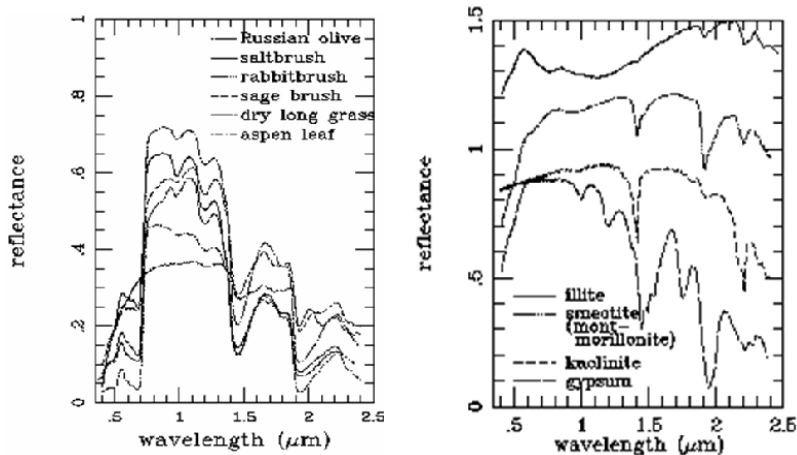 1
Russian olive
saltbrush
rabbitbrush
sage brush
dry long grass
aspen leaf
.8
.6
.4
.2
0
reflectance
.5 1 1.5 2 2.5
wavelength (μm)
1.5
1
.5
0
reflectance
illite
smeotite
(mont-
morillonite)
kaolinite
gypsum
.5 1 1.5 2 2.5
wavelength (μm)